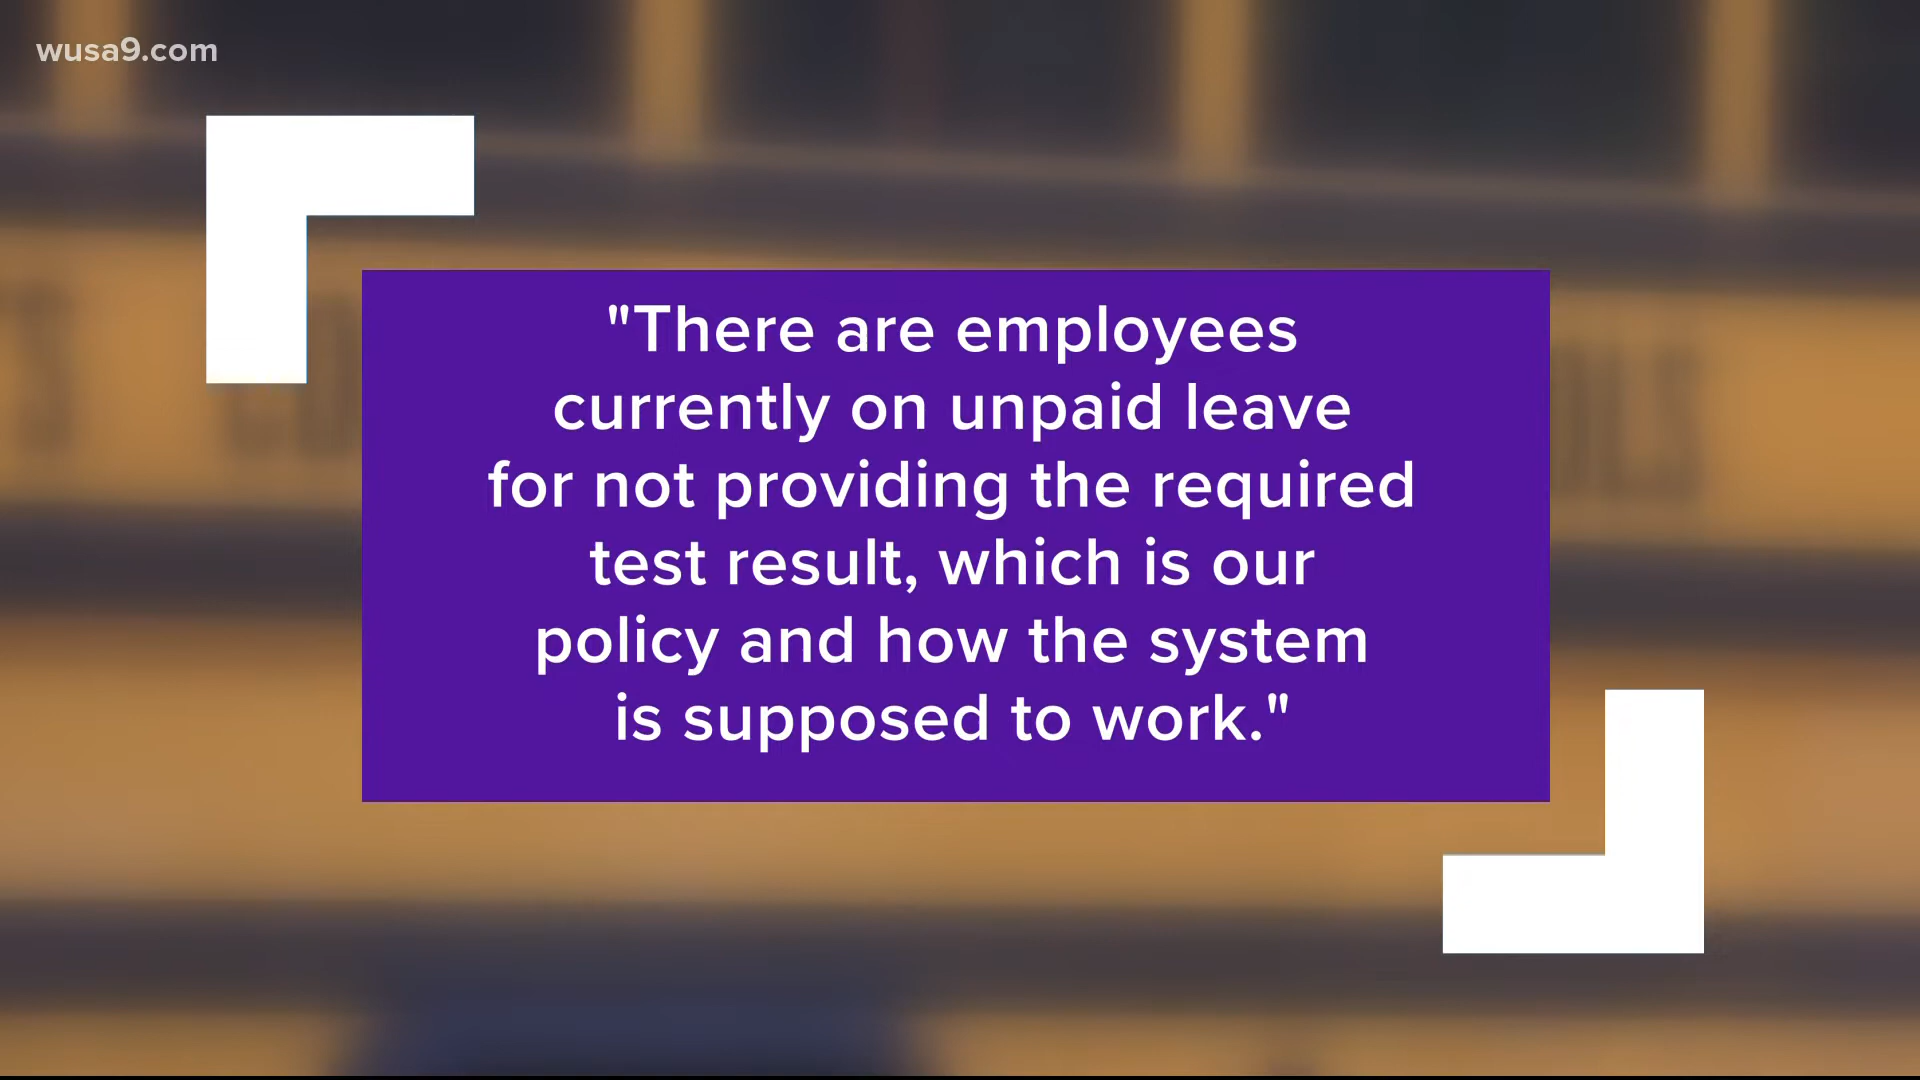 wusa9.com
"There are employees
currently on unpaid leave
for not providing the required
test result, which is our
policy and how the system
is supposed to work."